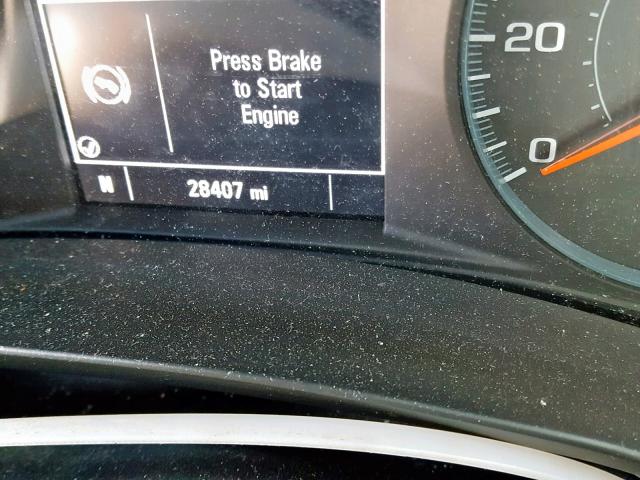 Press Brake
to Start
Engine
N 28407 mi
20
0